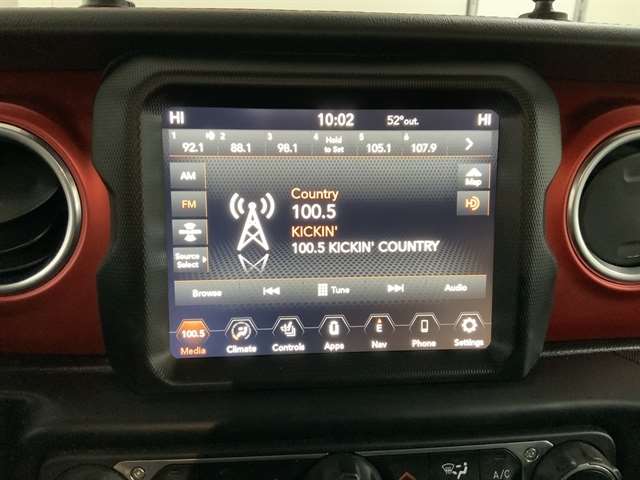 HI 10:02 52° out. HI
1 2 3 4 5 6
92.1 88.1 98.1 Hold to Set 105.1 107.9
AM
Map
FM
Country
100.5
KICKIN'
100.5 KICKIN' COUNTRY
HD
Source
Select
Browse Tune Audio
100.5 E
Media Climate Controls Apps Nav Phone Settings
A/C